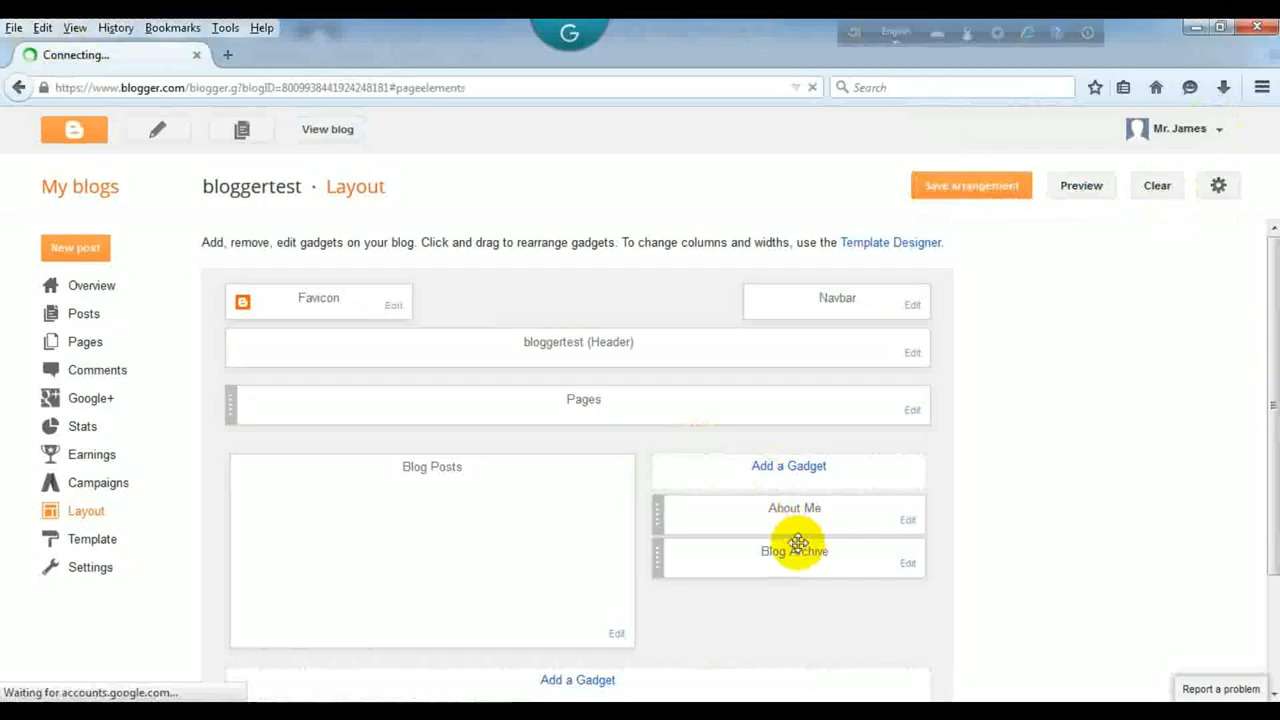 File Edit View History Bookmarks Tools Help
G
English
Connecting...
https://www.blogger.com/blogger.g?blogID=8009938441924248181#pageelements
Search
View blog
Mr. James
My blogs
bloggertest · Layout
Save arrangement
Preview
Clear
New post
Add, remove, edit gadgets on your blog. Click and drag to rearrange gadgets. To change columns and widths, use the Template Designer.
Overview
Posts
Pages
Comments
Google+
Stats
Earnings
Campaigns
Layout
Template
Settings
Favicon
Edit
Navbar
Edit
bloggertest (Header)
Edit
Pages
Edit
Blog Posts
Edit
Add a Gadget
About Me
Edit
Blog Archive
Edit
Add a Gadget
Waiting for accounts.google.com...
Report a problem